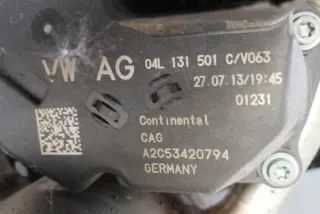 VW AG 04L 131 501 C/V063
27.07.13/19:45
01231
Continental
CAG
A2C53420794
GERMANY